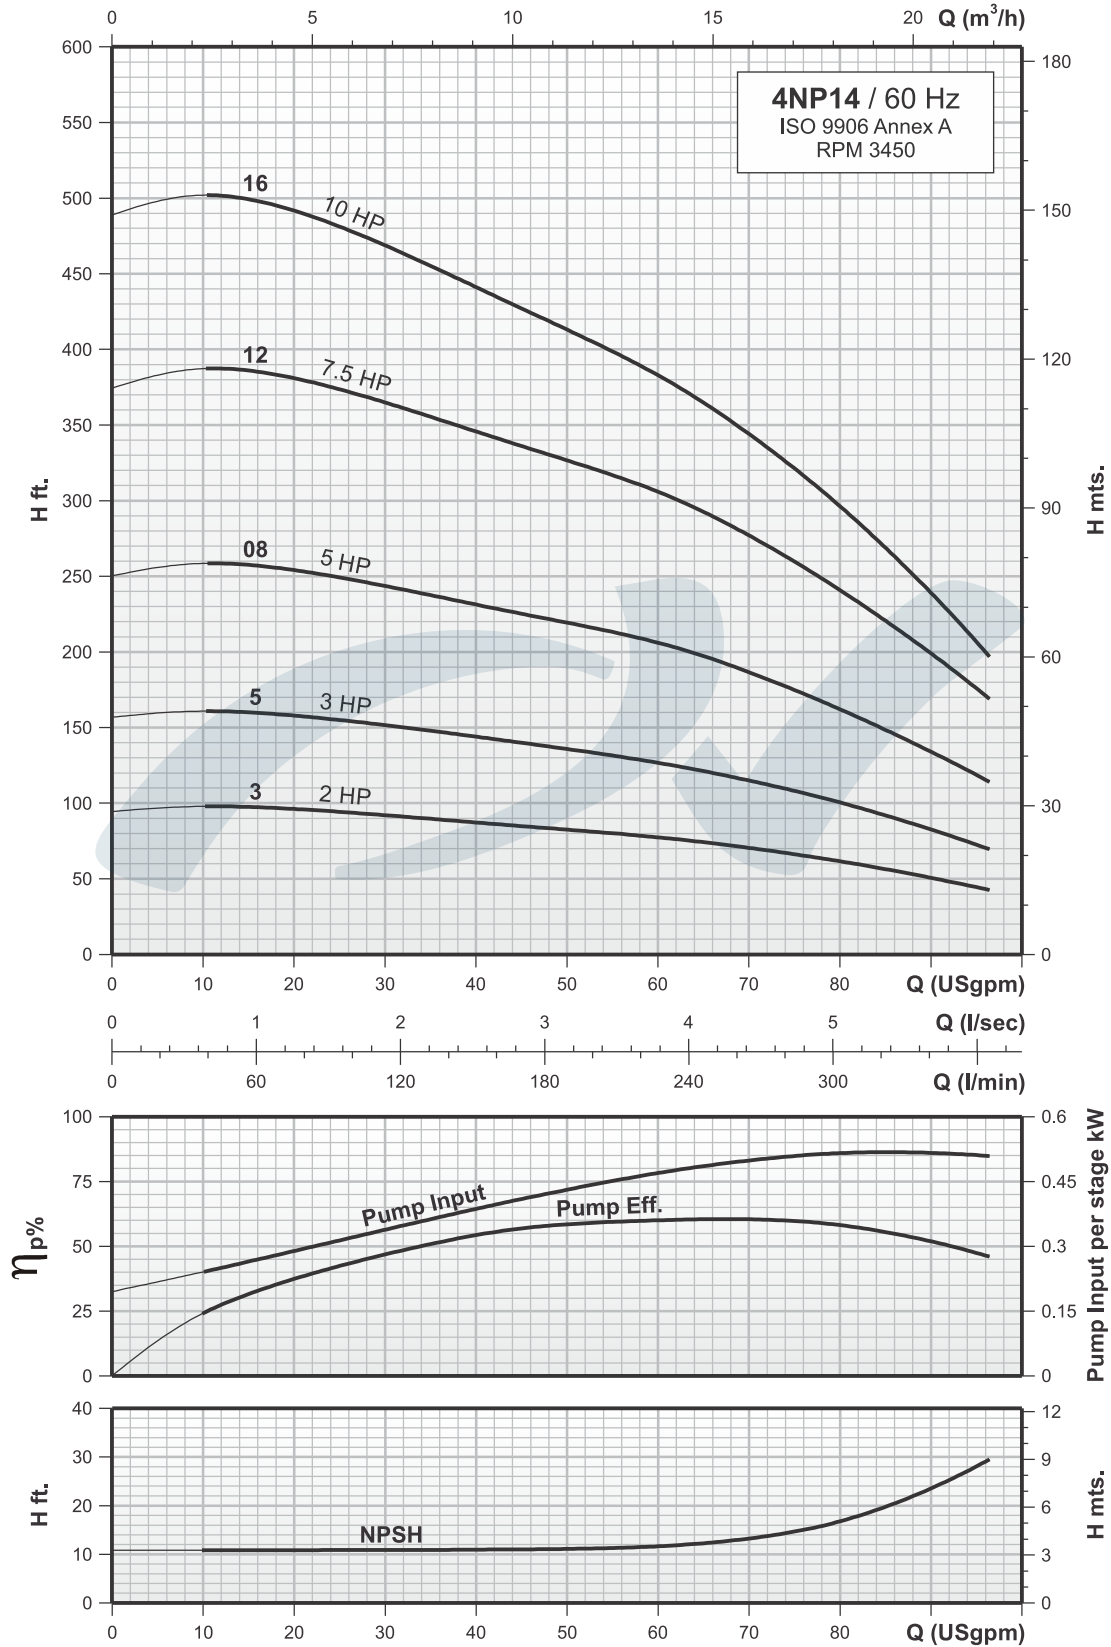 0 5 10 15 20 Q (m³/h)
600 180
4NP14 / 60 Hz
ISO 9906 Annex A
RPM 3450
550
16
10 HP
500 150
450
400 120
12
7.5 HP
350
H ft.
H mts.
300 90
08
5 HP
250
200 60
5
3 HP
150
3
2 HP
100 30
50
0 0
0 10 20 30 40 50 60 70 80 Q (USgpm)
0 1 2 3 4 5 Q (l/sec)
0 60 120 180 240 300 Q (l/min)
100 0.6
75 0.45
Pump Input
Pump Eff.
ηp%
Pump Input per stage kW
50 0.3
25 0.15
0 0
40 12
30 9
H ft.
H mts.
20 6
NPSH
10 3
0 0
0 10 20 30 40 50 60 70 80 Q (USgpm)